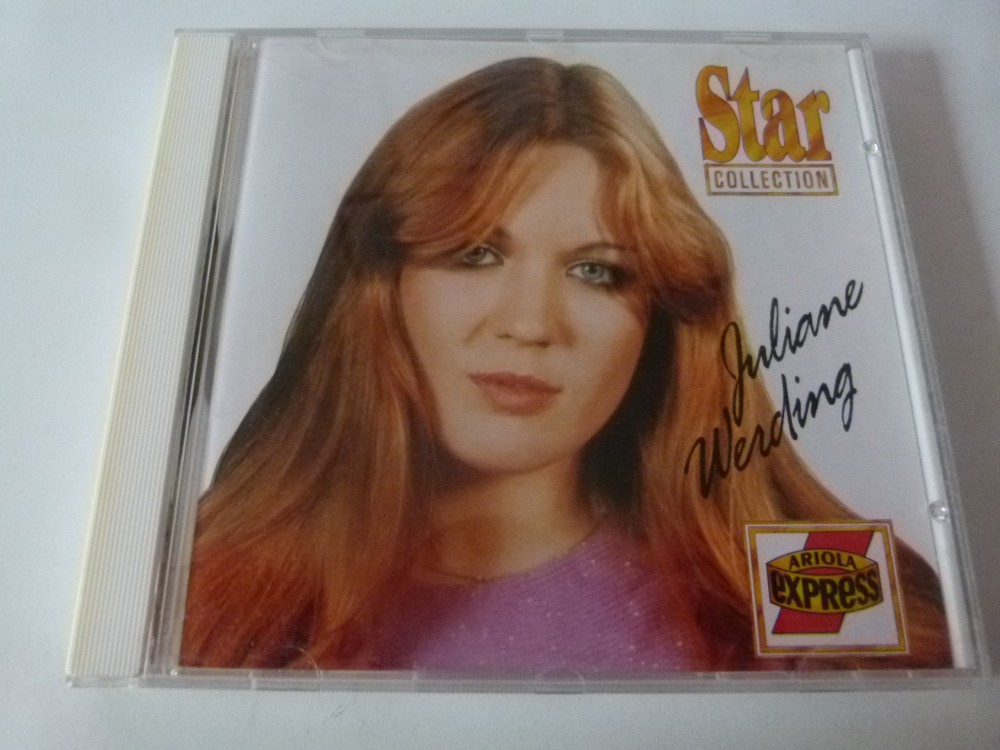 Star
COLLECTION
Juliane
Werding
ARIOLA
EXPRESS